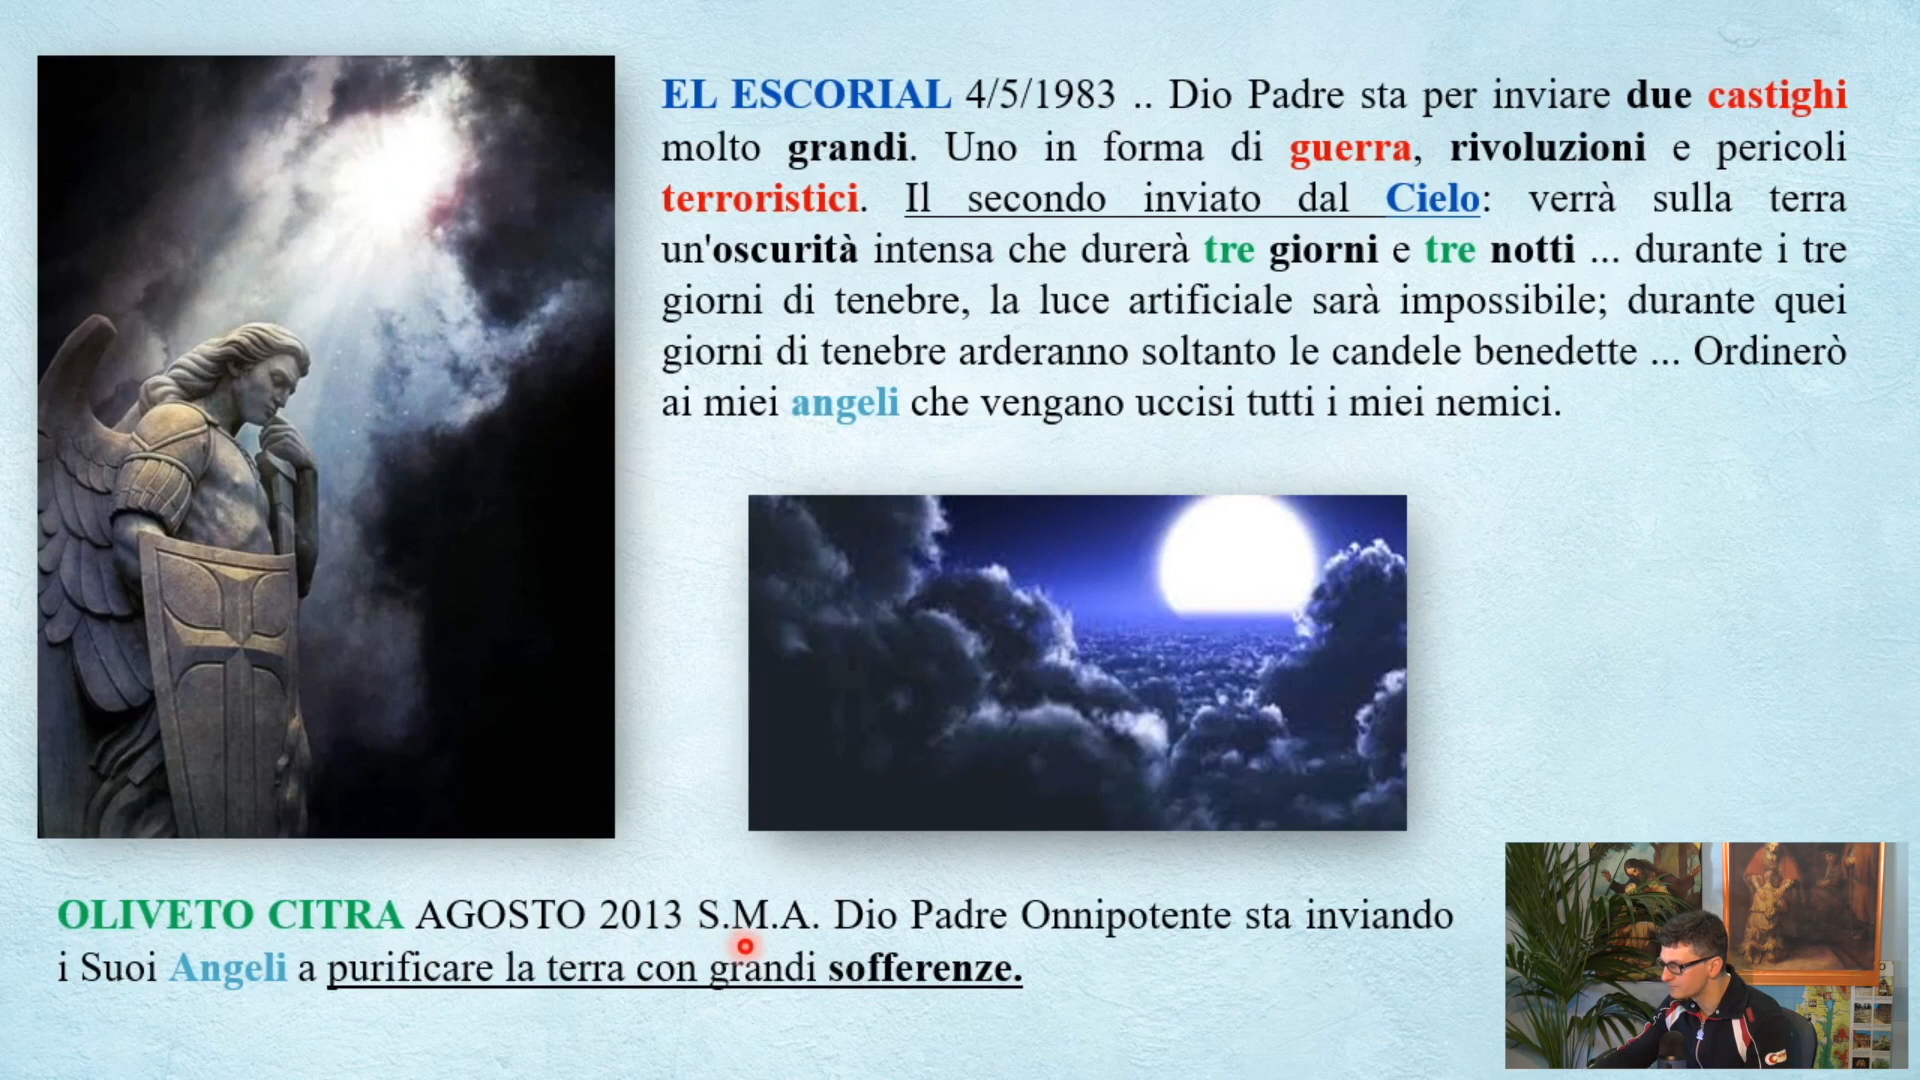 EL ESCORIAL 4/5/1983 .. Dio Padre sta per inviare due castighi
molto grandi. Uno in forma di guerra, rivoluzioni e pericoli
terroristici. Il secondo inviato dal Cielo: verrà sulla terra
un'oscurità intensa che durerà tre giorni e tre notti ... durante i tre
giorni di tenebre, la luce artificiale sarà impossibile; durante quei
giorni di tenebre arderanno soltanto le candele benedette ... Ordinerò
ai miei angeli che vengano uccisi tutti i miei nemici.
OLIVETO CITRA AGOSTO 2013 S.M.A. Dio Padre Onnipotente sta inviando
i Suoi Angeli a purificare la terra con grandi sofferenze.